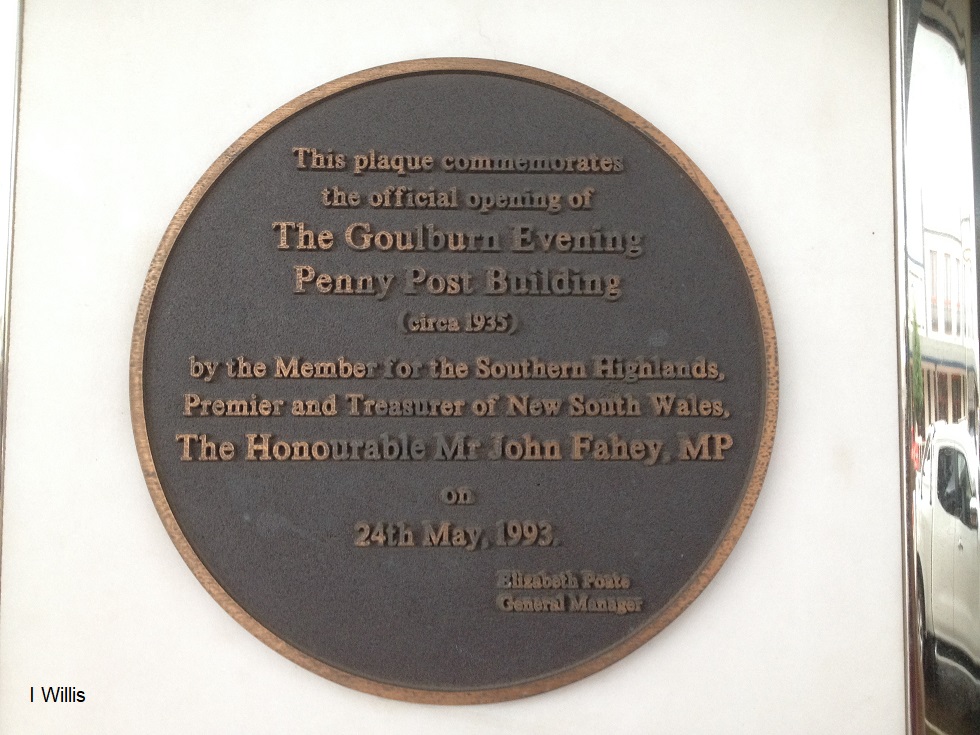 This plaque commemorates
the official opening of
The Goulburn Evening
Penny Post Building
(circa 1935)
by the Member for the Southern Highlands,
Premier and Treasurer of New South Wales,
The Honourable Mr John Fahey, MP
on
24th May, 1993.
Elizabeth Poate
General Manager
I Willis